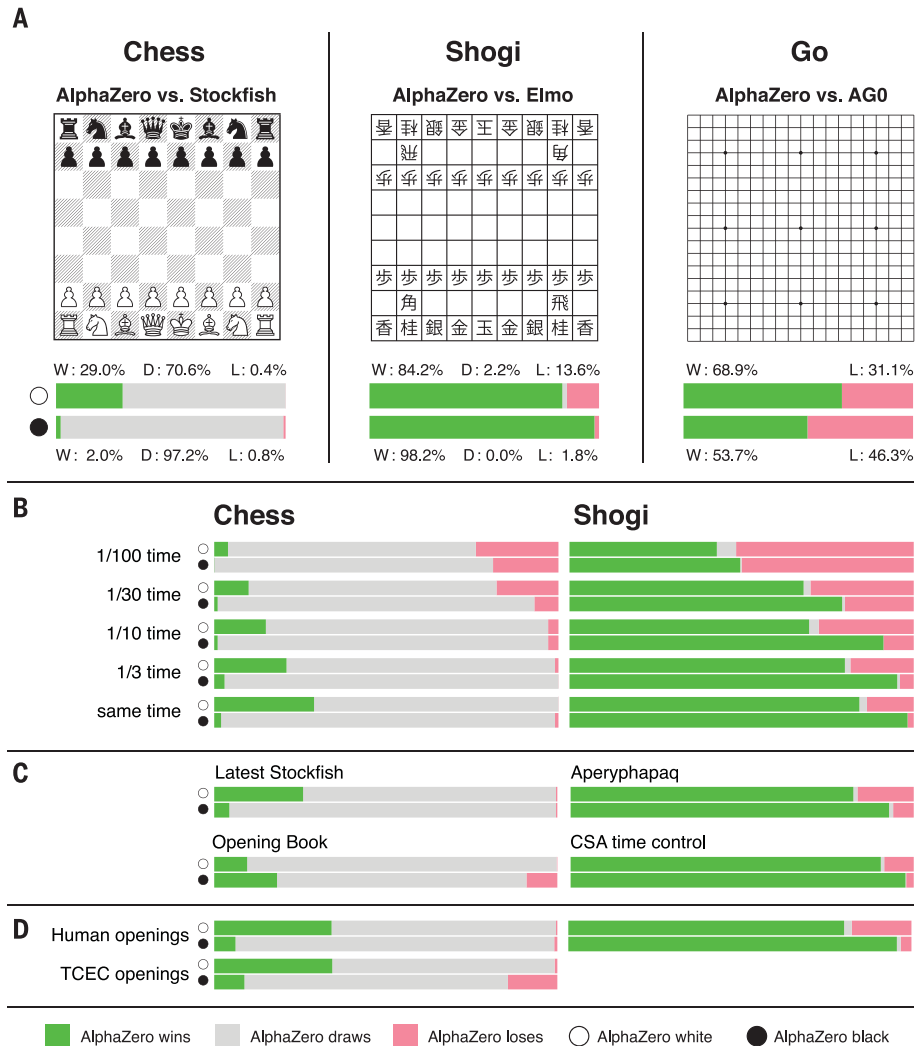 A
Chess
Shogi
Go
AlphaZero vs. Stockfish
AlphaZero vs. Elmo
AlphaZero vs. AG0
香桂銀金玉金銀桂香
飛 角
歩歩歩歩歩歩歩歩歩
歩歩歩歩歩歩歩歩歩
角 飛
香桂銀金玉金銀桂香
W: 29.0% D: 70.6% L: 0.4%
W: 84.2% D: 2.2% L: 13.6%
W: 68.9% L: 31.1%
W: 2.0% D: 97.2% L: 0.8%
W: 98.2% D: 0.0% L: 1.8%
W: 53.7% L: 46.3%
B
Chess
Shogi
1/100 time
1/30 time
1/10 time
1/3 time
same time
C
Latest Stockfish
Aperyphapaq
Opening Book
CSA time control
D
Human openings
TCEC openings
AlphaZero wins
AlphaZero draws
AlphaZero loses
AlphaZero white
AlphaZero black